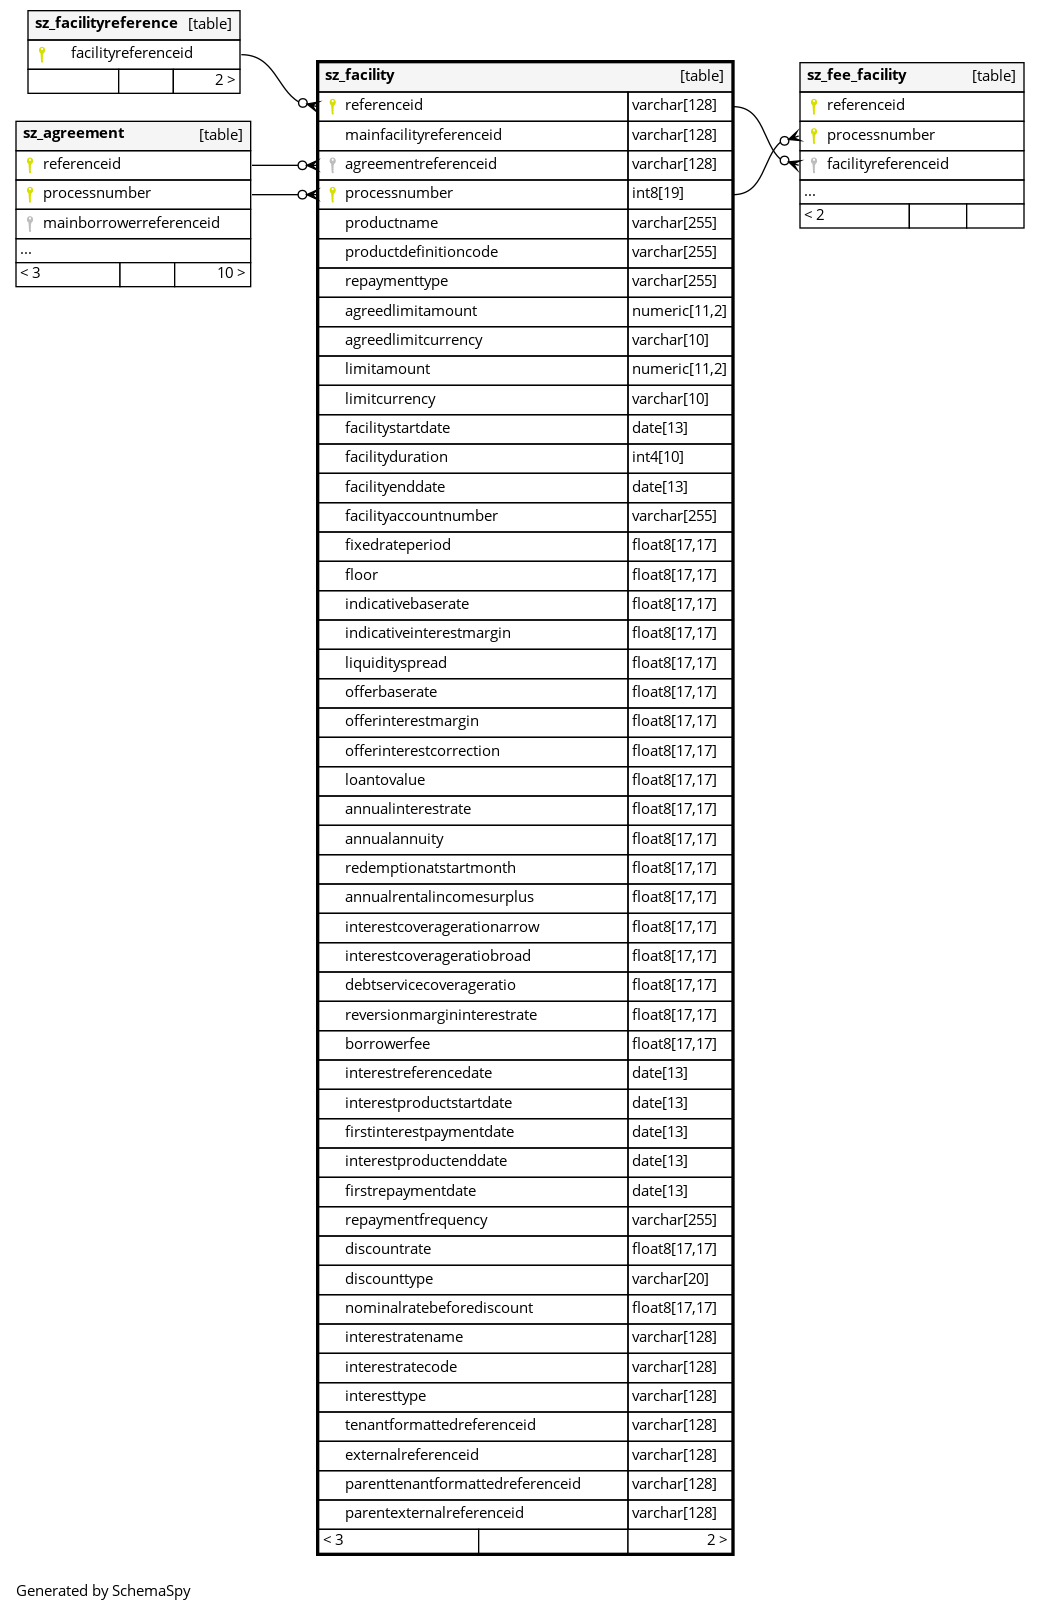 sz_facilityreference [table]
facilityreferenceid
2 >
sz_agreement [table]
referenceid
processnumber
mainborrowerreferenceid
...
< 3 10 >
sz_facility [table]
referenceid varchar[128]
mainfacilityreferenceid varchar[128]
agreementreferenceid varchar[128]
processnumber int8[19]
productname varchar[255]
productdefinitioncode varchar[255]
repaymenttype varchar[255]
agreedlimitamount numeric[11,2]
agreedlimitcurrency varchar[10]
limitamount numeric[11,2]
limitcurrency varchar[10]
facilitystartdate date[13]
facilityduration int4[10]
facilityenddate date[13]
facilityaccountnumber varchar[255]
fixedrateperiod float8[17,17]
floor float8[17,17]
indicativebaserate float8[17,17]
indicativeinterestmargin float8[17,17]
liquidityspread float8[17,17]
offerbaserate float8[17,17]
offerinterestmargin float8[17,17]
offerinterestcorrection float8[17,17]
loantovalue float8[17,17]
annualinterestrate float8[17,17]
annualannuity float8[17,17]
redemptionatstartmonth float8[17,17]
annualrentalincomesurplus float8[17,17]
interestcoveragerationarrow float8[17,17]
interestcoverageratiobroad float8[17,17]
debtservicecoverageratio float8[17,17]
reversionmargininterestrate float8[17,17]
borrowerfee float8[17,17]
interestreferencedate date[13]
interestproductstartdate date[13]
firstinterestpaymentdate date[13]
interestproductenddate date[13]
firstrepaymentdate date[13]
repaymentfrequency varchar[255]
discountrate float8[17,17]
discounttype varchar[20]
nominalratebeforediscount float8[17,17]
interestratename varchar[128]
interestratecode varchar[128]
interesttype varchar[128]
tenantformattedreferenceid varchar[128]
externalreferenceid varchar[128]
parenttenantformattedreferenceid varchar[128]
parentexternalreferenceid varchar[128]
< 3 2 >
sz_fee_facility [table]
referenceid
processnumber
facilityreferenceid
...
< 2
Generated by SchemaSpy